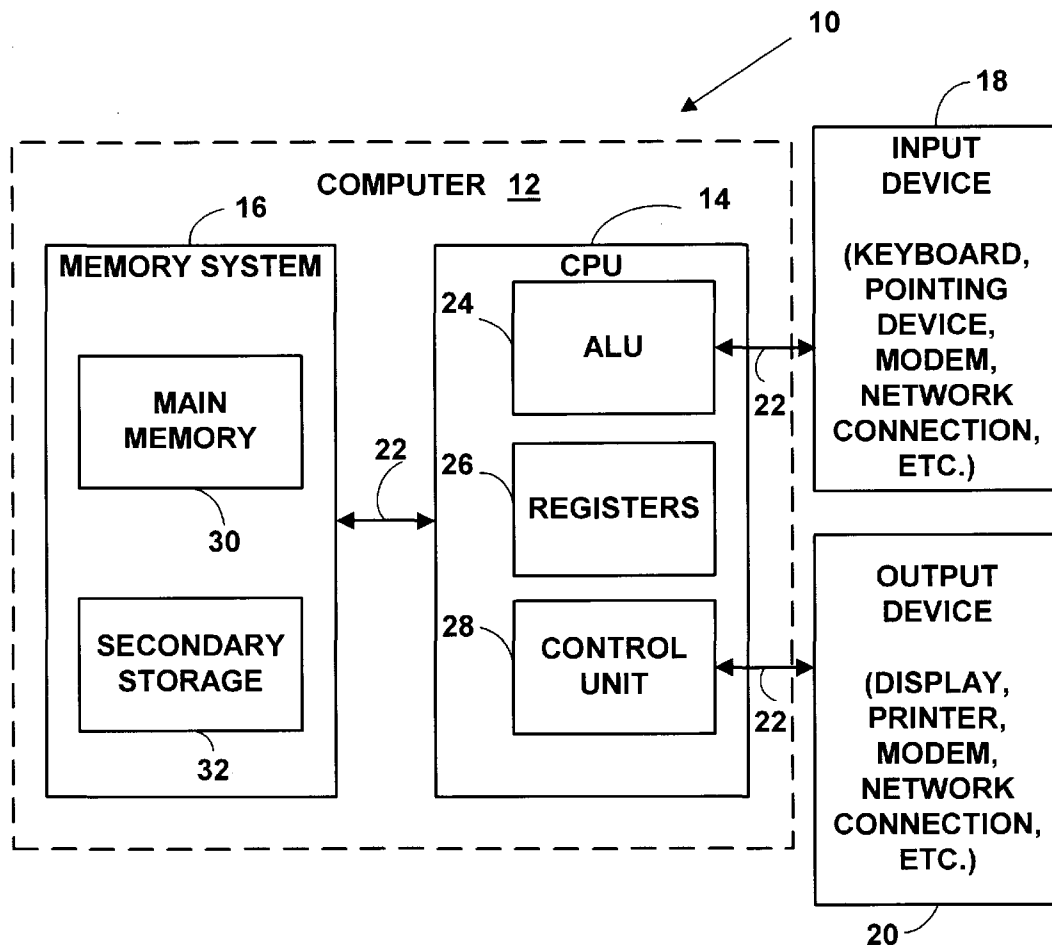 10
18
COMPUTER 12
16
14
MEMORY SYSTEM
MAIN
MEMORY
30
SECONDARY
STORAGE
32
22
CPU
24
ALU
26
REGISTERS
28
CONTROL
UNIT
22
22
INPUT
DEVICE
(KEYBOARD,
POINTING
DEVICE,
MODEM,
NETWORK
CONNECTION,
ETC.)
OUTPUT
DEVICE
(DISPLAY,
PRINTER,
MODEM,
NETWORK
CONNECTION,
ETC.)
20